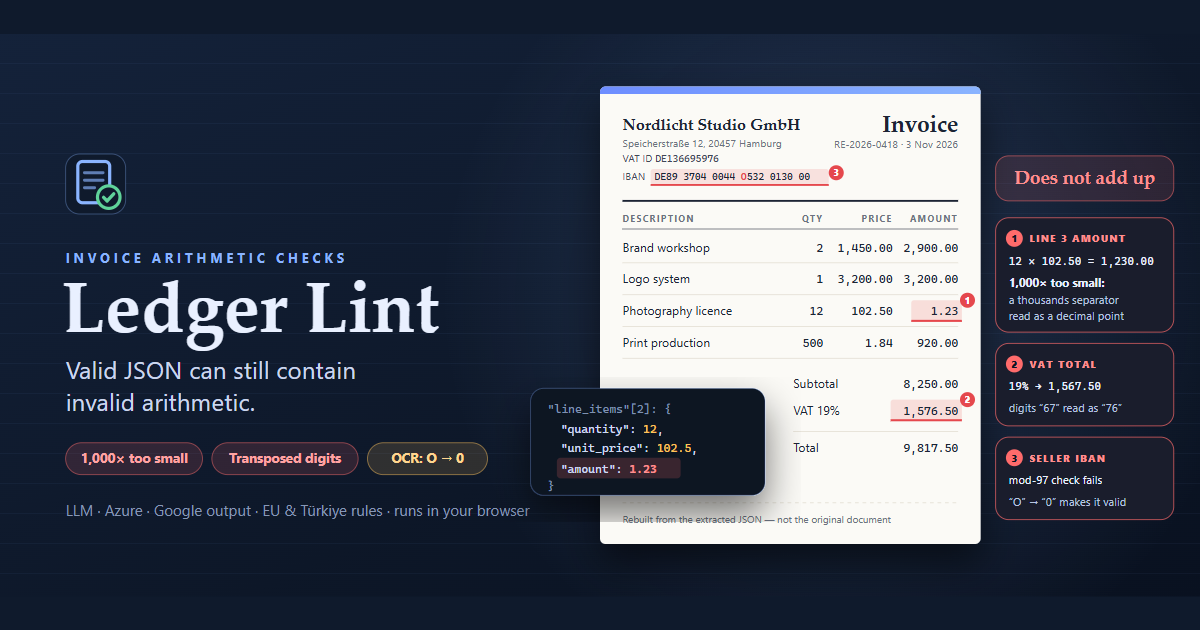 INVOICE ARITHMETIC CHECKS
Ledger Lint
Valid JSON can still contain
invalid arithmetic.
1,000× too small
Transposed digits
OCR: O → 0
LLM · Azure · Google output · EU & Türkiye rules · runs in your browser
Nordlicht Studio GmbH
Speicherstraße 12, 20457 Hamburg
VAT ID DE136695976
IBAN DE89 3704 0044 O532 0130 00 3
Invoice
RE-2026-0418 · 3 Nov 2026
DESCRIPTION QTY PRICE AMOUNT
Brand workshop 2 1,450.00 2,900.00
Logo system 1 3,200.00 3,200.00
Photography licence 12 102.50 1.23 1
Print production 500 1.84 920.00
Subtotal 8,250.00
VAT 19% 1,576.50 2
Total 9,817.50
Rebuilt from the extracted JSON — not the original document
"line_items"[2]: {
"quantity": 12,
"unit_price": 102.5,
"amount": 1.23
}
Does not add up
1 LINE 3 AMOUNT
12 × 102.50 = 1,230.00
1,000× too small:
a thousands separator
read as a decimal point
2 VAT TOTAL
19% → 1,567.50
digits “67” read as “76”
3 SELLER IBAN
mod-97 check fails
“O” → “0” makes it valid